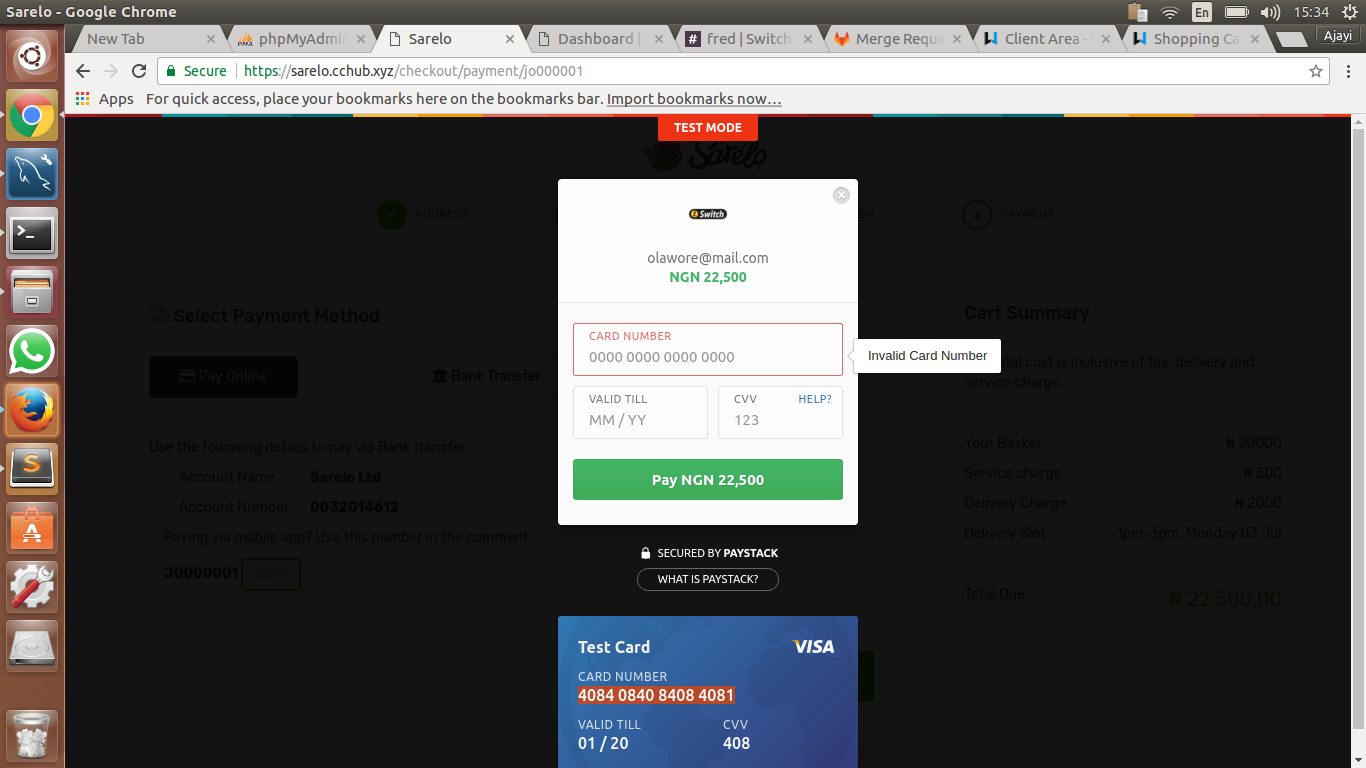 Sarelo - Google Chrome
En
15:34
New Tab
phpMyAdmin
Sarelo
Dashboard |
fred | Switch
Merge Reque
Client Area -
Shopping Ca
Ajayi
Secure
https://sarelo.cchub.xyz/checkout/payment/jo000001
Apps
For quick access, place your bookmarks here on the bookmarks bar. Import bookmarks now…
TEST MODE
Sarelo
ADDRESS
ON
4 PAYMENT
Switch
olawore@mail.com
NGN 22,500
Select Payment Method
Pay Online
Bank Transfer
Use the following details to pay via Bank transfer
Account Name Sarelo Ltd
Account Number 0032014612
Paying via mobile app? Use this number in the comment
J0000001 COPY
CARD NUMBER
0000 0000 0000 0000
Invalid Card Number
VALID TILL
MM / YY
CVV HELP?
123
Pay NGN 22,500
SECURED BY PAYSTACK
WHAT IS PAYSTACK?
Test Card
VISA
CARD NUMBER
4084 0840 8408 4081
VALID TILL CVV
01 / 20 408
Cart Summary
total cost is inclusive of tax, delivery and
service charge.
Your Basket ₦ 20000
Service charge ₦ 500
Delivery Charge ₦ 2000
Delivery Slot 1pm-3pm, Monday 03 Jul
Total Due ₦ 22,500.00